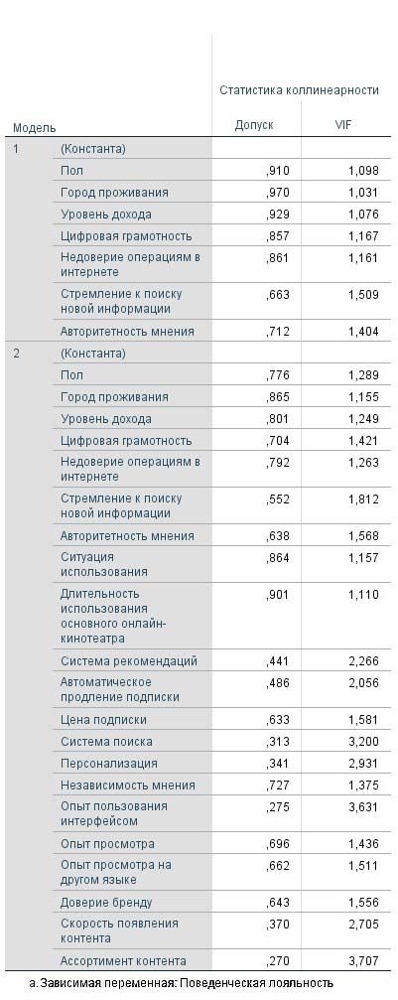 Статистика коллинеарности
Модель Допуск VIF
1 (Константа)
Пол ,910 1,098
Город проживания ,970 1,031
Уровень дохода ,929 1,076
Цифровая грамотность ,857 1,167
Недоверие операциям в ,861 1,161
интернете
Стремление к поиску ,663 1,509
новой информации
Авторитетность мнения ,712 1,404
2 (Константа)
Пол ,776 1,289
Город проживания ,865 1,155
Уровень дохода ,801 1,249
Цифровая грамотность ,704 1,421
Недоверие операциям в ,792 1,263
интернете
Стремление к поиску ,552 1,812
новой информации
Авторитетность мнения ,638 1,568
Ситуация ,864 1,157
использования
Длительность ,901 1,110
использования
основного онлайн-
кинотеатра
Система рекомендаций ,441 2,266
Автоматическое ,486 2,056
продление подписки
Цена подписки ,633 1,581
Система поиска ,313 3,200
Персонализация ,341 2,931
Независимость мнения ,727 1,375
Опыт пользования ,275 3,631
интерфейсом
Опыт просмотра ,696 1,436
Опыт просмотра на ,662 1,511
другом языке
Доверие бренду ,643 1,556
Скорость появления ,370 2,705
контента
Ассортимент контента ,270 3,707
a. Зависимая переменная: Поведенческая лояльность